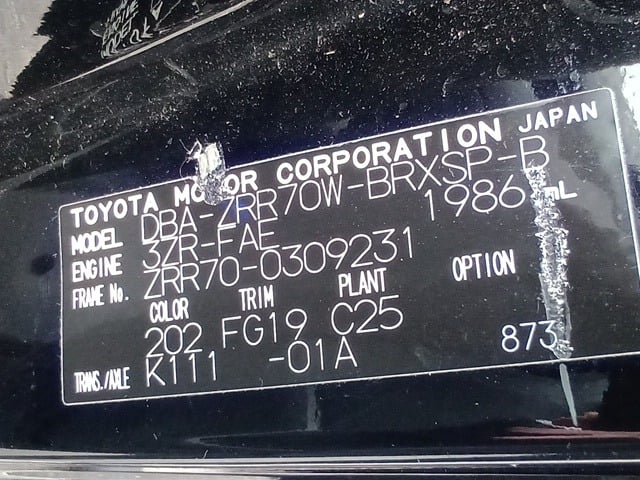 TOYOTA MOTOR CORPORATION JAPAN
MODEL DBA-ZRR70W-BRXSP-B
ENGINE 3ZR-FAE 1986 mL
FRAME No. ZRR70-0309231
COLOR TRIM PLANT OPTION
202 FG19 C25
TRANS./AXLE K111 -01A 873